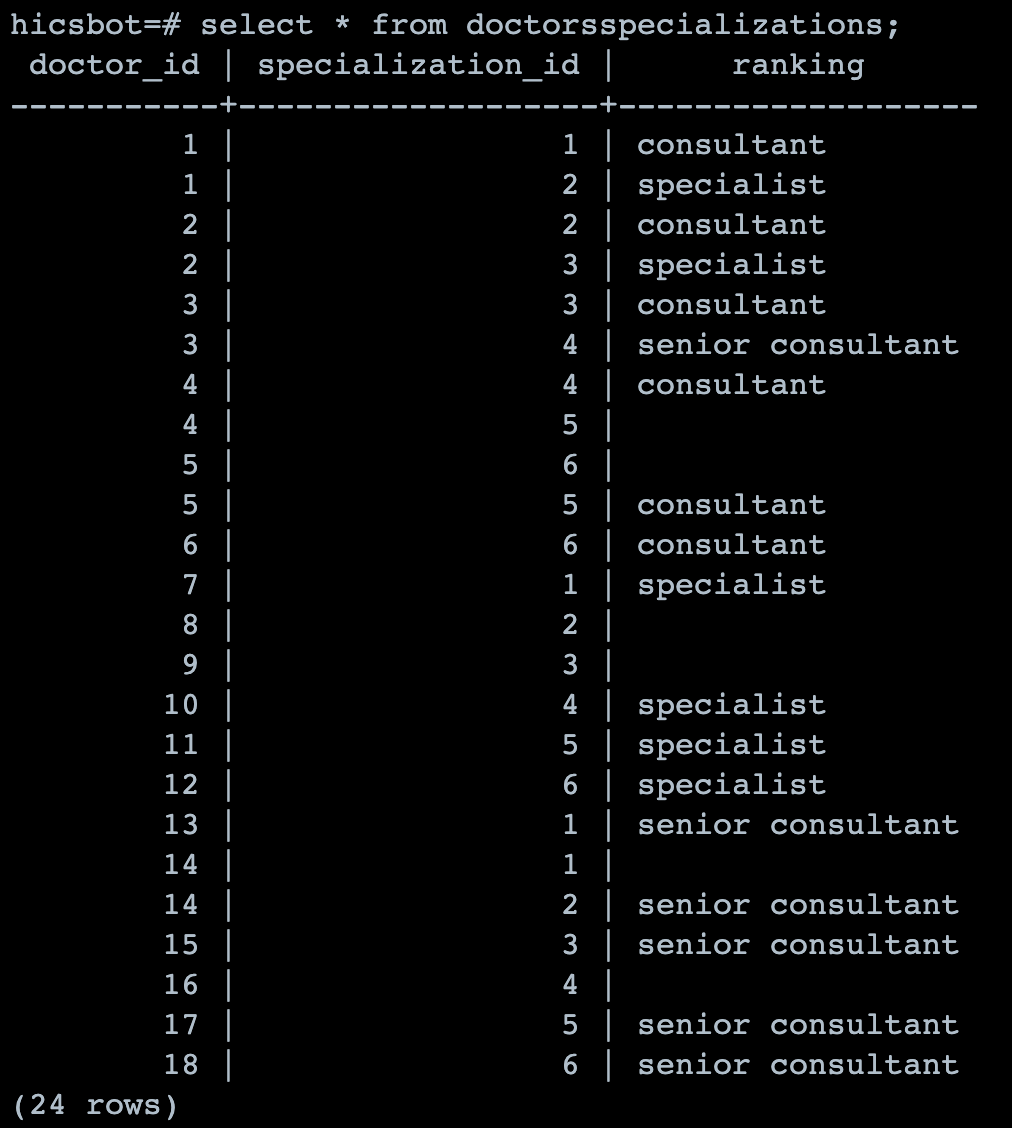 hicsbot=# select * from doctorsspecializations;
 doctor_id | specialization_id |      ranking
-----------+-------------------+-------------------
         1 |                 1 | consultant
         1 |                 2 | specialist
         2 |                 2 | consultant
         2 |                 3 | specialist
         3 |                 3 | consultant
         3 |                 4 | senior consultant
         4 |                 4 | consultant
         4 |                 5 |
         5 |                 6 |
         5 |                 5 | consultant
         6 |                 6 | consultant
         7 |                 1 | specialist
         8 |                 2 |
         9 |                 3 |
        10 |                 4 | specialist
        11 |                 5 | specialist
        12 |                 6 | specialist
        13 |                 1 | senior consultant
        14 |                 1 |
        14 |                 2 | senior consultant
        15 |                 3 | senior consultant
        16 |                 4 |
        17 |                 5 | senior consultant
        18 |                 6 | senior consultant
(24 rows)